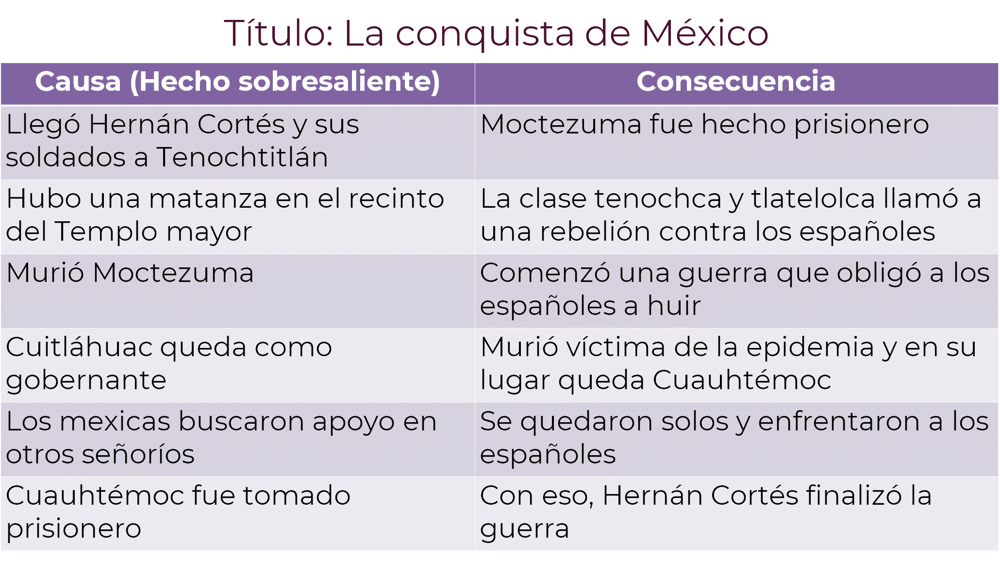 Título: La conquista de México
Causa (Hecho sobresaliente)
Consecuencia
Llegó Hernán Cortés y sus
soldados a Tenochtitlán
Moctezuma fue hecho prisionero
Hubo una matanza en el recinto
del Templo mayor
La clase tenochca y tlatelolca llamó a
una rebelión contra los españoles
Murió Moctezuma
Comenzó una guerra que obligó a los
españoles a huir
Cuitláhuac queda como
gobernante
Murió víctima de la epidemia y en su
lugar queda Cuauhtémoc
Los mexicas buscaron apoyo en
otros señoríos
Se quedaron solos y enfrentaron a los
españoles
Cuauhtémoc fue tomado
prisionero
Con eso, Hernán Cortés finalizó la
guerra